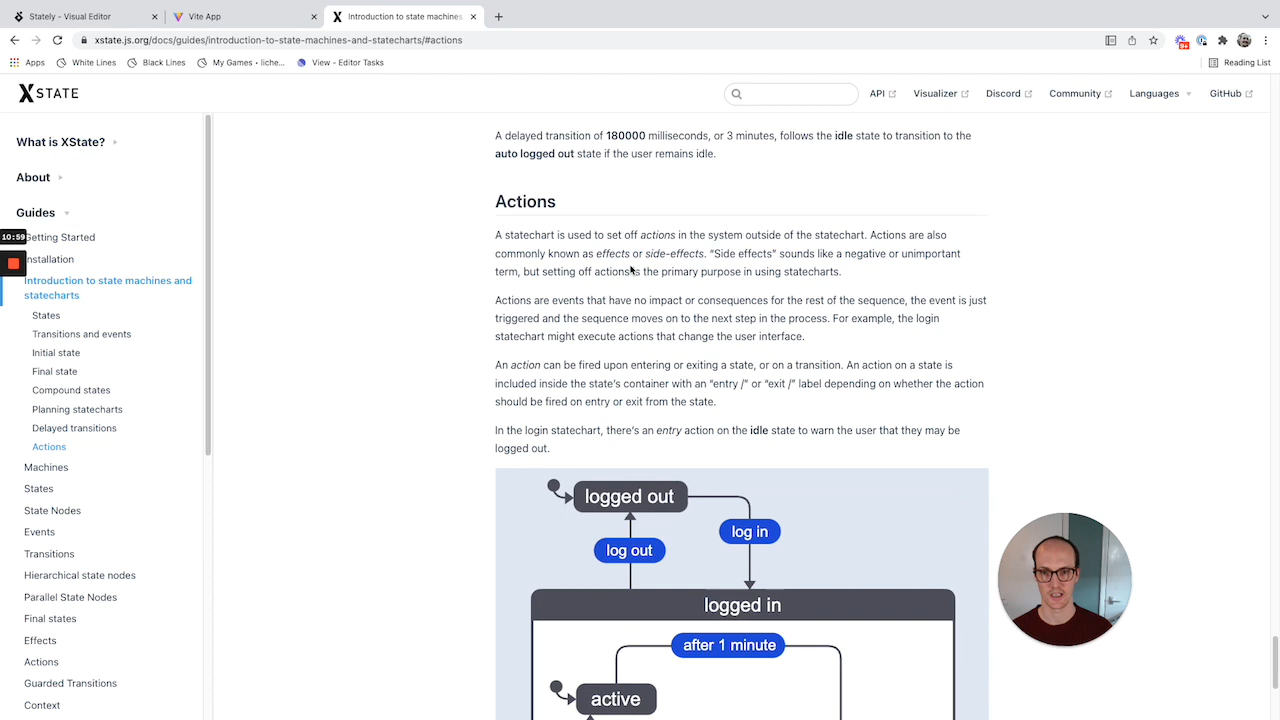 Stately - Visual Editor
Vite App
Introduction to state machines
xstate.js.org/docs/guides/introduction-to-state-machines-and-statecharts/#actions
Apps
White Lines
Black Lines
My Games • liche...
View - Editor Tasks
Reading List
XSTATE
API
Visualizer
Discord
Community
Languages
GitHub
What is XState?
About
Guides
10:59
Getting Started
Installation
Introduction to state machines and
statecharts
States
Transitions and events
Initial state
Final state
Compound states
Planning statecharts
Delayed transitions
Actions
Machines
States
State Nodes
Events
Transitions
Hierarchical state nodes
Parallel State Nodes
Final states
Effects
Actions
Guarded Transitions
Context
A delayed transition of 180000 milliseconds, or 3 minutes, follows the idle state to transition to the
auto logged out state if the user remains idle.
Actions
A statechart is used to set off actions in the system outside of the statechart. Actions are also
commonly known as effects or side-effects. “Side effects” sounds like a negative or unimportant
term, but setting off actions is the primary purpose in using statecharts.
Actions are events that have no impact or consequences for the rest of the sequence, the event is just
triggered and the sequence moves on to the next step in the process. For example, the login
statechart might execute actions that change the user interface.
An action can be fired upon entering or exiting a state, or on a transition. An action on a state is
included inside the state’s container with an “entry /” or “exit /” label depending on whether the action
should be fired on entry or exit from the state.
In the login statechart, there’s an entry action on the idle state to warn the user that they may be
logged out.
logged out
log in
log out
logged in
after 1 minute
active